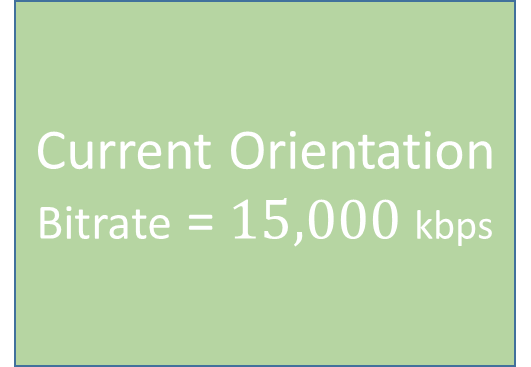 Current Orientation
Bitrate = 15,000 kbps